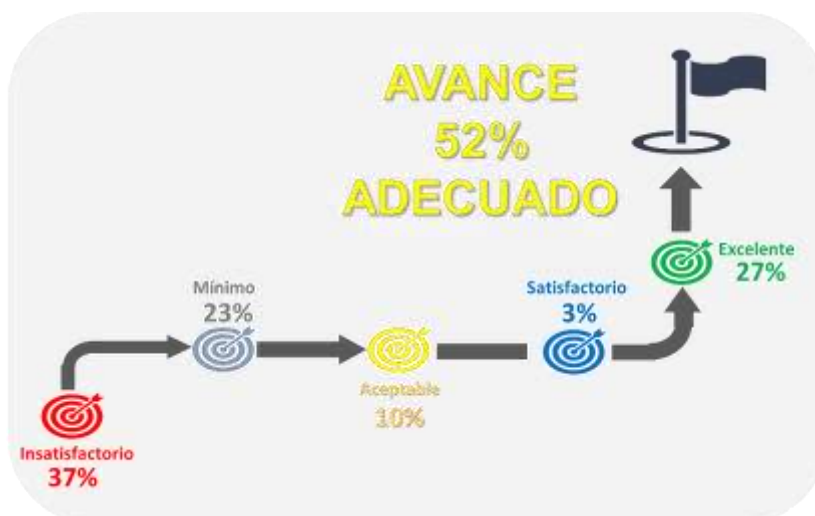 AVANCE
52%
ADECUADO
Excelente
27%
Mínimo
23%
Satisfactorio
3%
Aceptable
10%
Insatisfactorio
37%